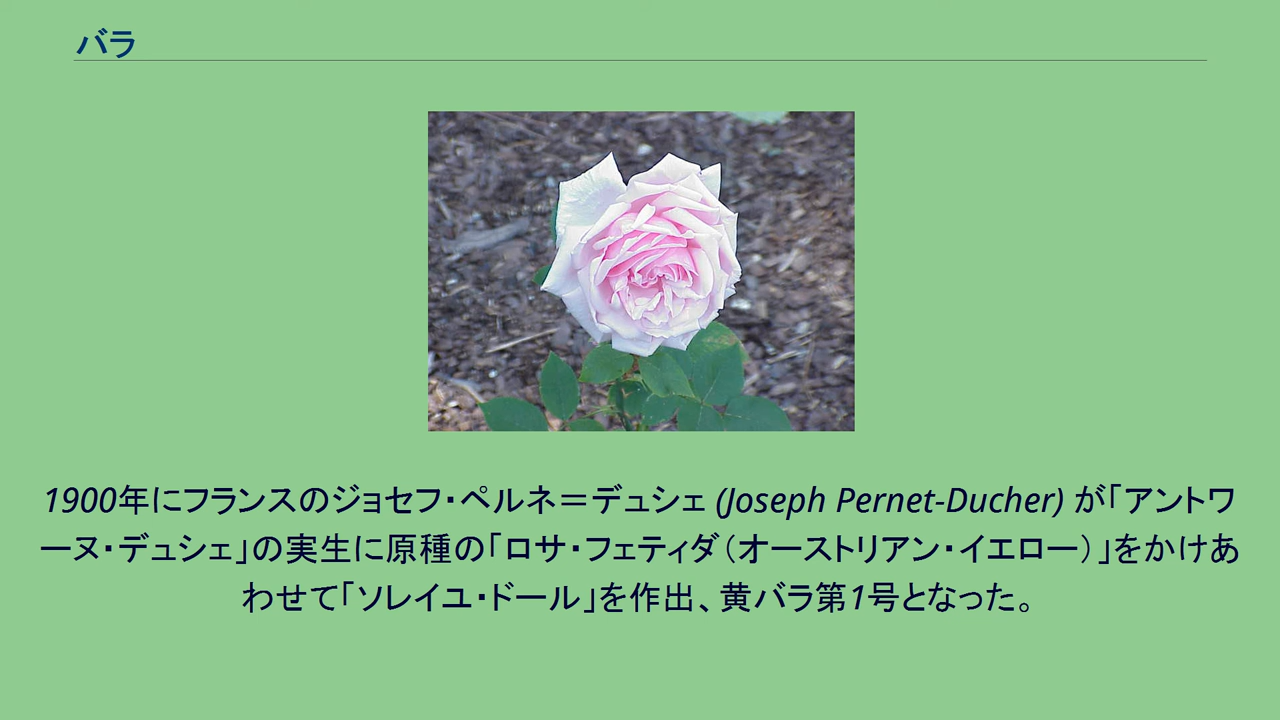 バラ
1900年にフランスのジョセフ・ペルネ＝デュシェ (Joseph Pernet-Ducher) が「アントワ
ーヌ・デュシェ」の実生に原種の「ロサ・フェティダ（オーストリアン・イエロー）」をかけあ
わせて「ソレイユ・ドール」を作出、黄バラ第1号となった。